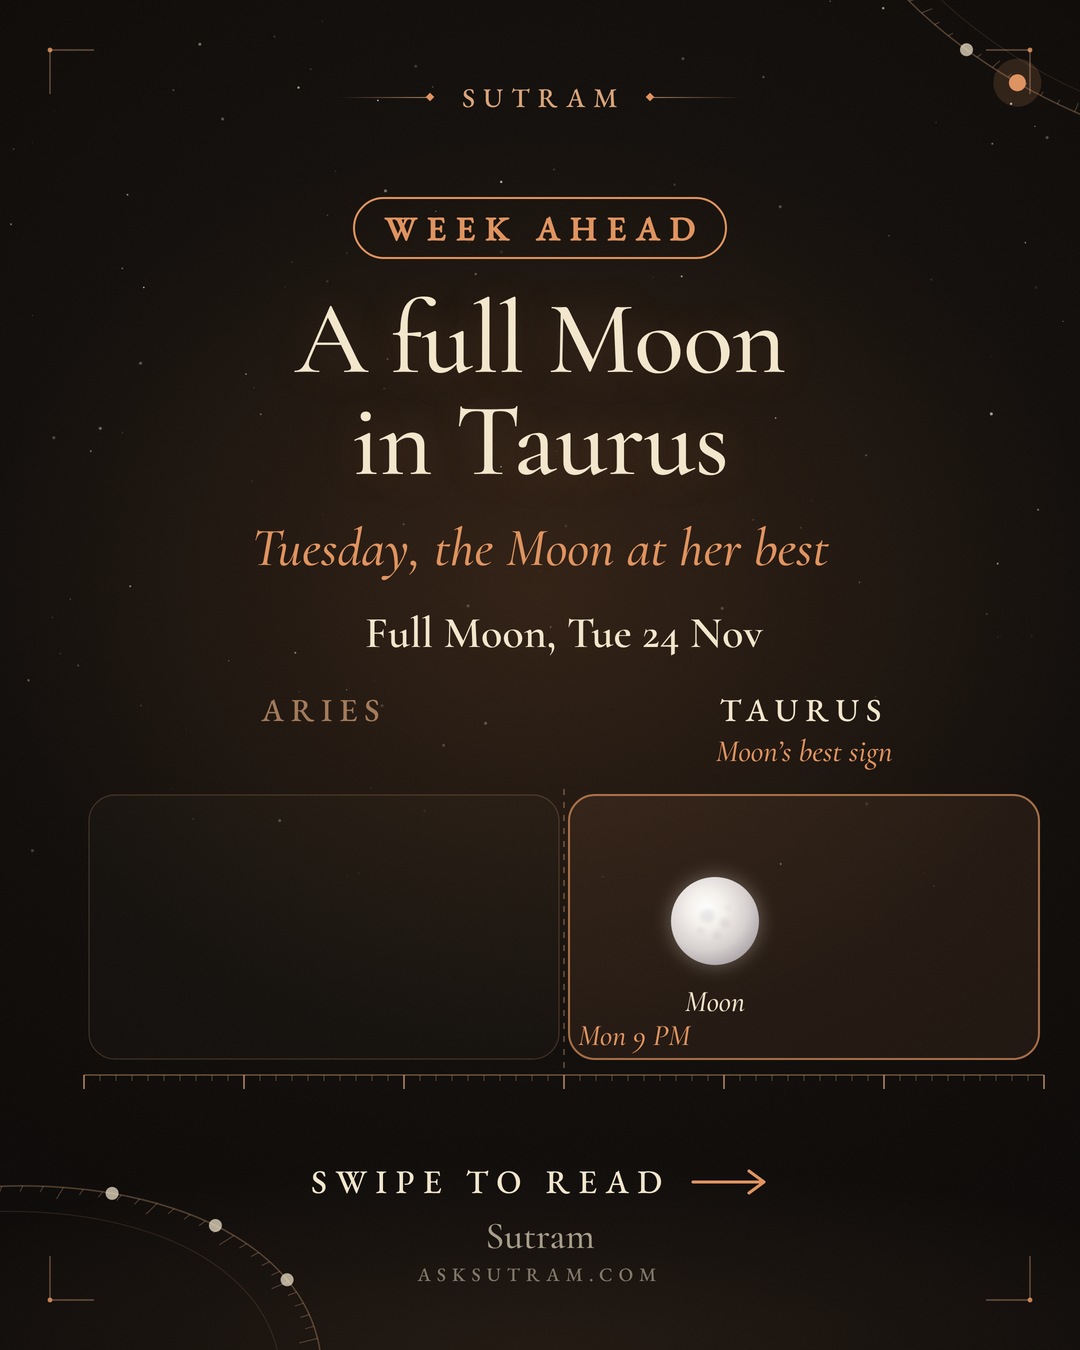 SUTRAM
WEEK AHEAD
A full Moon
in Taurus
Tuesday, the Moon at her best
Full Moon, Tue 24 Nov
ARIES
TAURUS
Moon’s best sign
Moon
Mon 9 PM
SWIPE TO READ
Sutram
ASKSUTRAM.COM